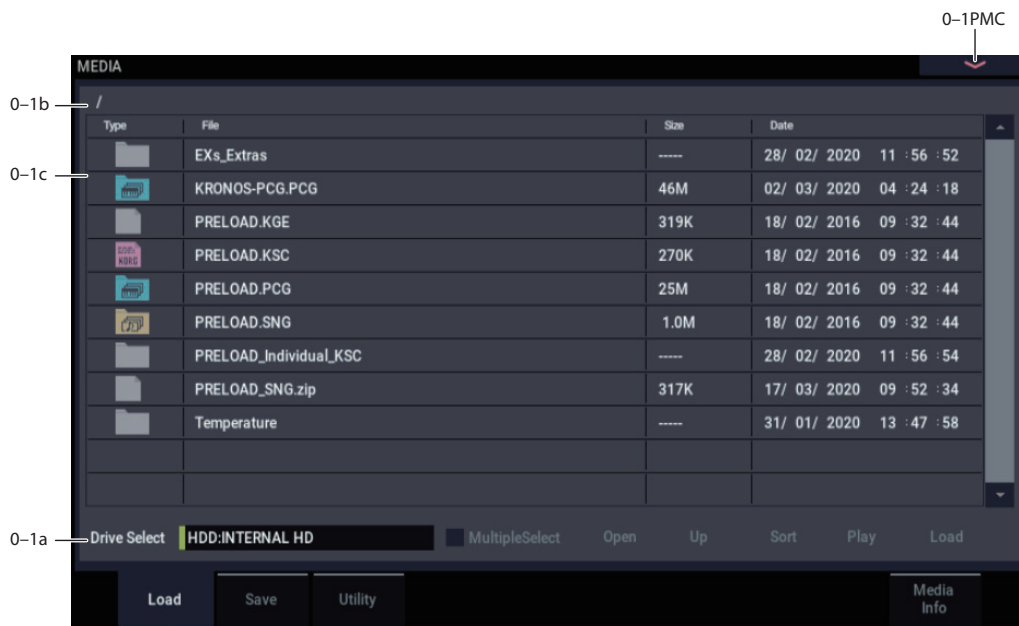 0–1PMC
MEDIA
0–1b
/
Type File Size Date
EXs_Extras ----- 28/ 02/ 2020 11 :56 :52
0–1c
KRONOS-PCG.PCG 46M 02/ 03/ 2020 04 :24 :18
PRELOAD.KGE 319K 18/ 02/ 2016 09 :32 :44
KORG PRELOAD.KSC 270K 18/ 02/ 2016 09 :32 :44
PRELOAD.PCG 25M 18/ 02/ 2016 09 :32 :44
PRELOAD.SNG 1.0M 18/ 02/ 2016 09 :32 :44
PRELOAD_Individual_KSC ----- 28/ 02/ 2020 11 :56 :54
PRELOAD_SNG.zip 317K 17/ 03/ 2020 09 :52 :34
Temperature ----- 31/ 01/ 2020 13 :47 :58
0–1a
Drive Select HDD:INTERNAL HD MultipleSelect Open Up Sort Play Load
Load Save Utility Media
Info